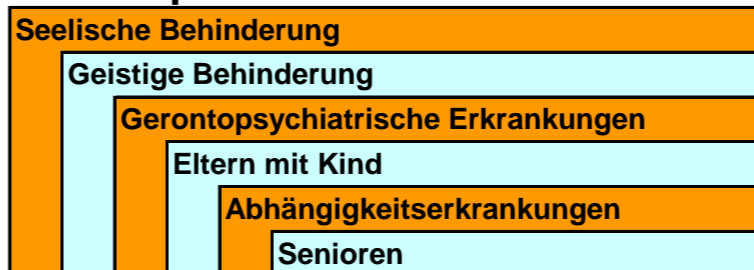 Seelische Behinderung
Geistige Behinderung
Gerontopsychiatrische Erkrankungen
Eltern mit Kind
Abhängigkeitserkrankungen
Senioren